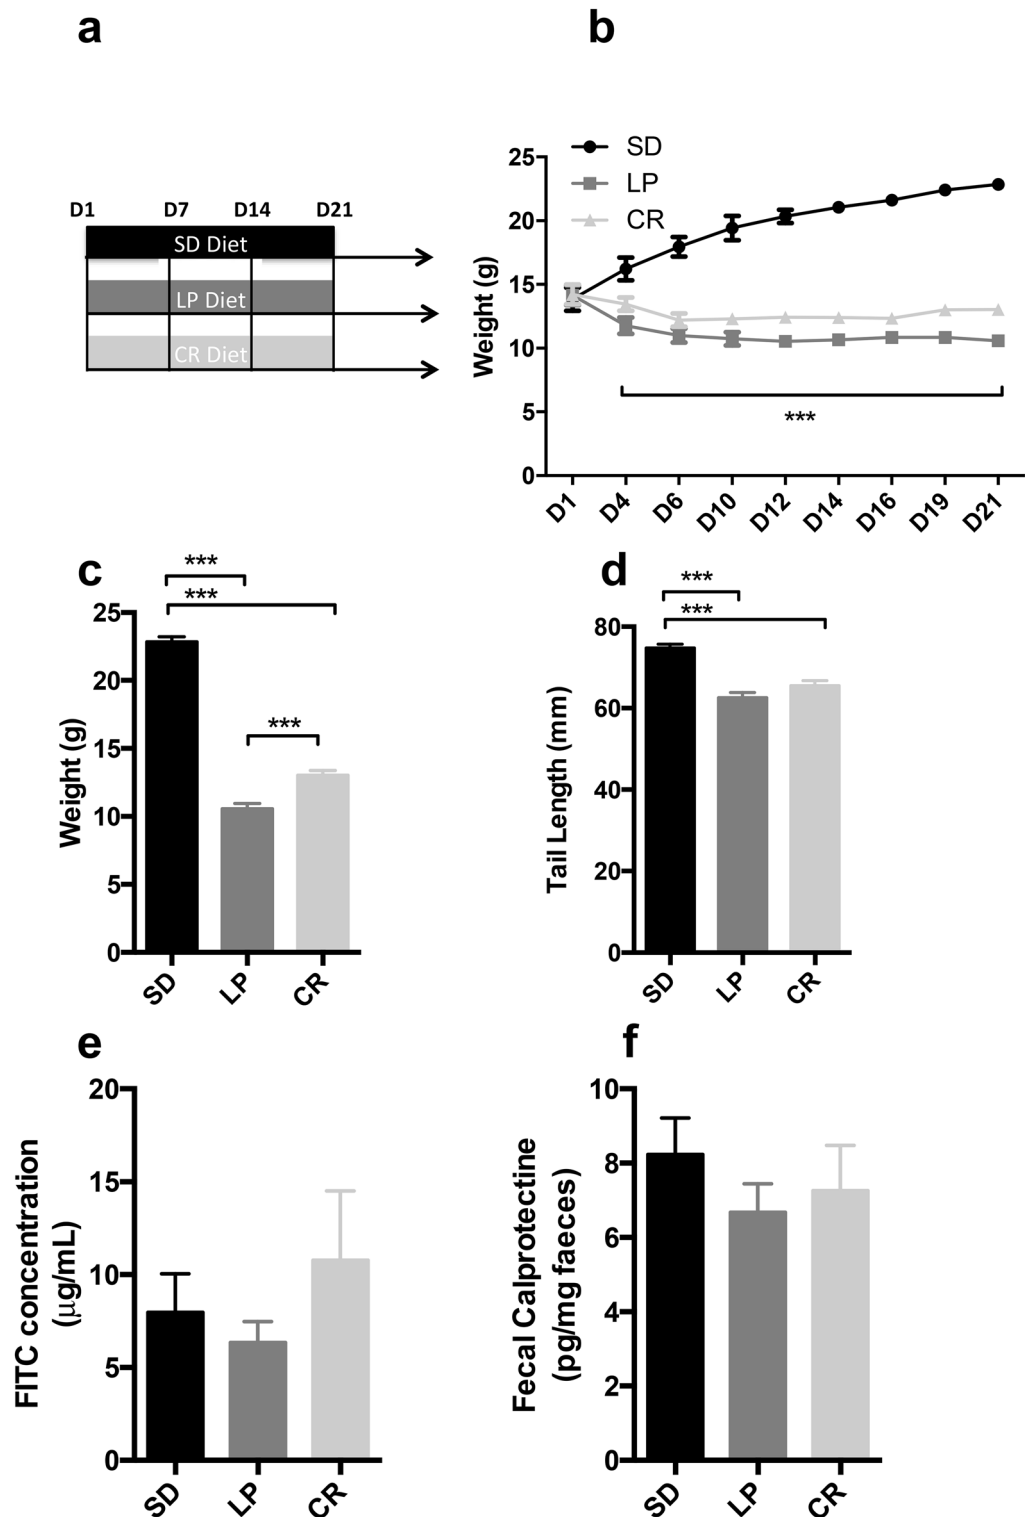 a
D1 D7 D14 D21
SD Diet
LP Diet
CR Diet
b
SD
LP
CR
Weight (g)
25
20
15
10
5
0
***
D1 D4 D6 D10 D12 D14 D16 D19 D21
c
***
***
***
Weight (g)
25
20
15
10
5
0
SD LP CR
d
***
***
Tail Length (mm)
80
60
40
20
0
SD LP CR
e
FITC concentration
(μg/mL)
20
15
10
5
0
SD LP CR
f
Fecal Calprotectine
(pg/mg faeces)
10
8
6
4
2
0
SD LP CR